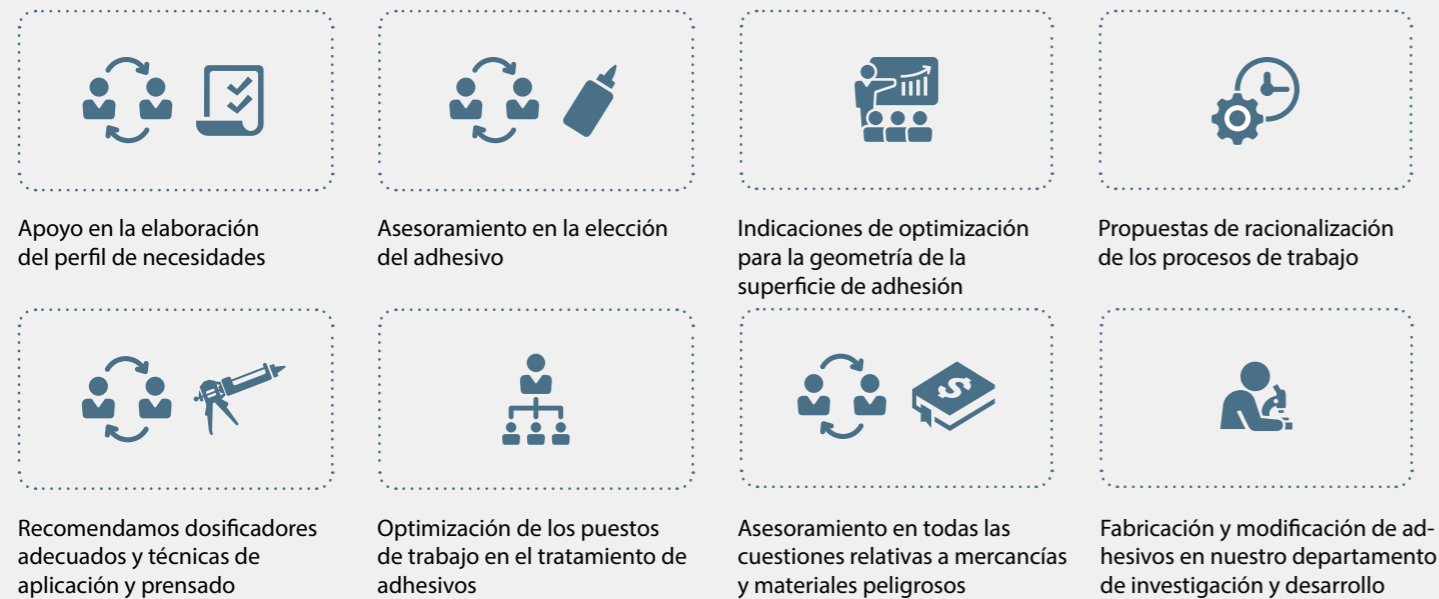 Apoyo en la elaboración
del perfil de necesidades
Asesoramiento en la elección
del adhesivo
Indicaciones de optimización
para la geometría de la
superficie de adhesión
Propuestas de racionalización
de los procesos de trabajo
Recomendamos dosificadores
adecuados y técnicas de
aplicación y prensado
Optimización de los puestos
de trabajo en el tratamiento de
adhesivos
Asesoramiento en todas las
cuestiones relativas a mercancías
y materiales peligrosos
Fabricación y modificación de ad-
hesivos en nuestro departamento
de investigación y desarrollo